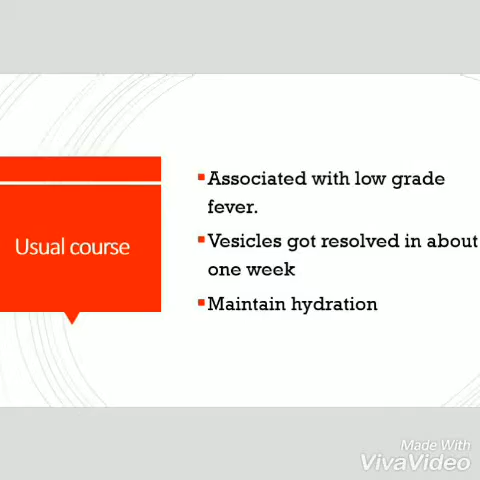 Usual course
Associated with low grade
fever.
Vesicles got resolved in about
one week
Maintain hydration
Made With
VivaVideo